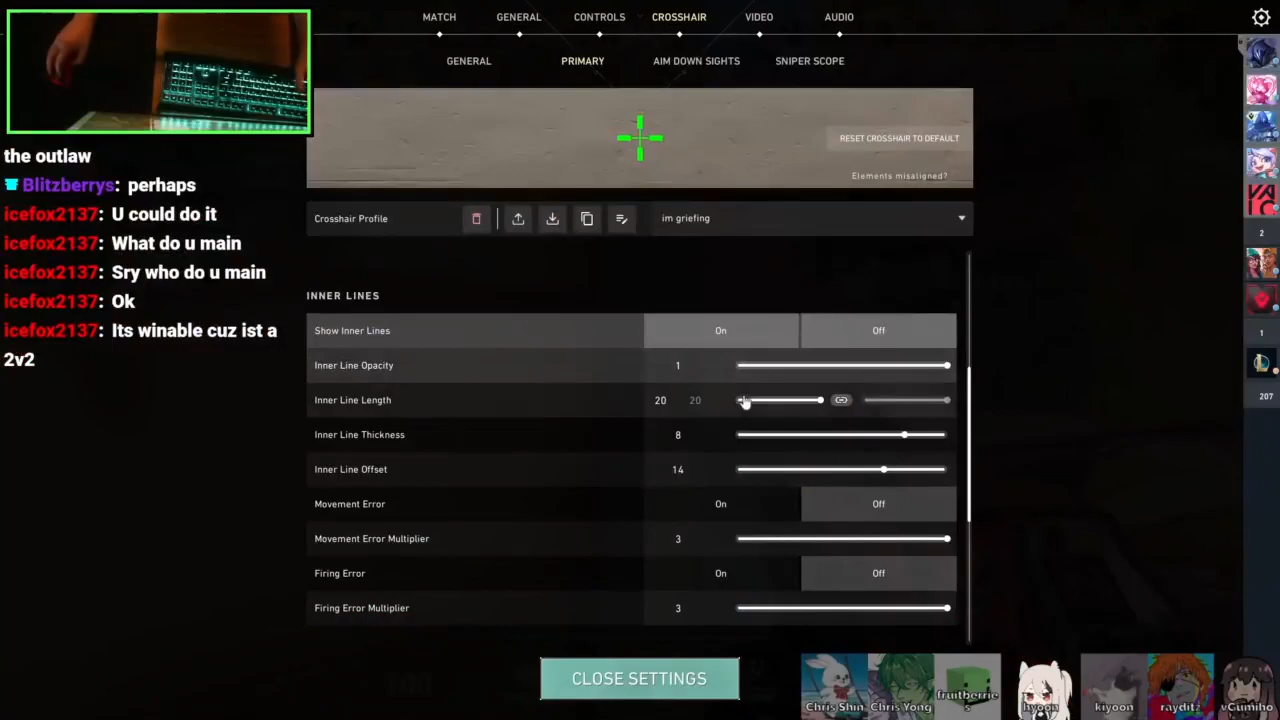 MATCH
GENERAL
CONTROLS
CROSSHAIR
VIDEO
AUDIO
GENERAL
PRIMARY
AIM DOWN SIGHTS
SNIPER SCOPE
RESET CROSSHAIR TO DEFAULT
Elements misaligned?
the outlaw
Blitzberrys: perhaps
icefox2137: U could do it
icefox2137: What do u main
icefox2137: Sry who do u main
icefox2137: Ok
icefox2137: Its winable cuz ist a
2v2
Crosshair Profile
im griefing
INNER LINES
Show Inner Lines On Off
Inner Line Opacity 1
Inner Line Length 20 20
Inner Line Thickness 8
Inner Line Offset 14
Movement Error On Off
Movement Error Multiplier 3
Firing Error On Off
Firing Error Multiplier 3
CLOSE SETTINGS
2
1
207
Chris Shin
Chris Yong
fruitberrie
s
hyoon
kiyoon
rayditz
vGumiho